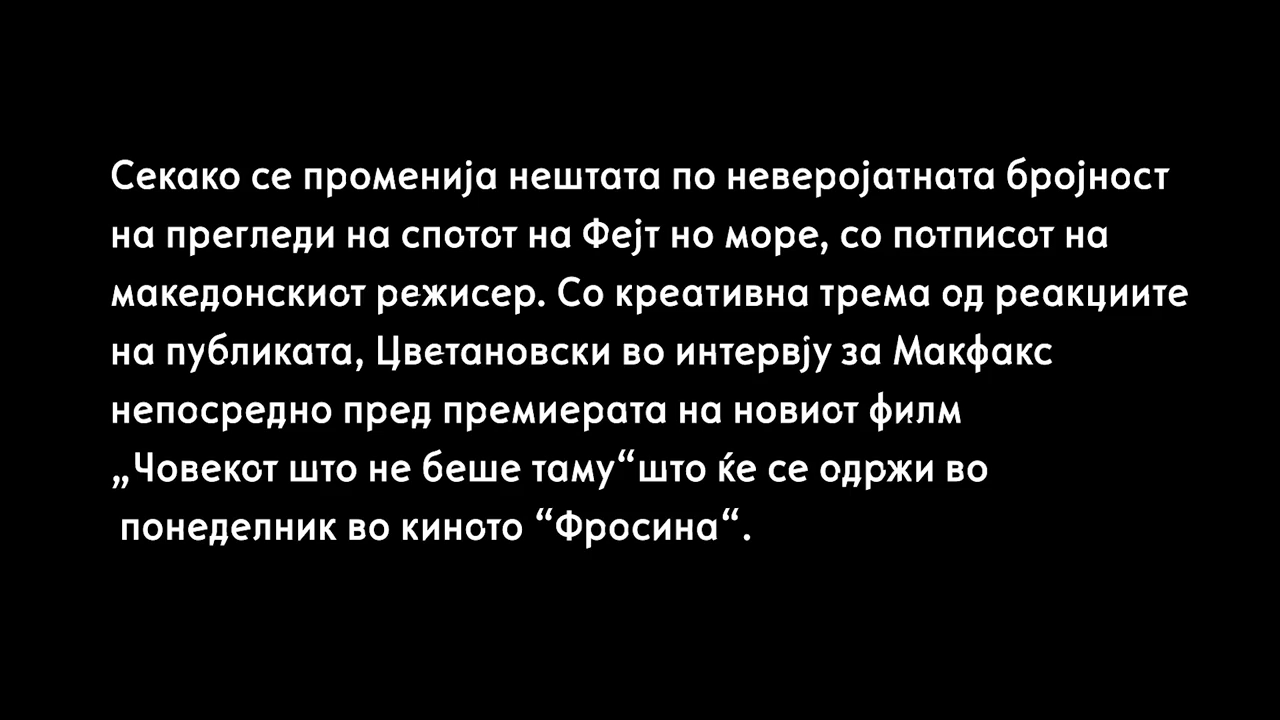 Секако се променија нештата по неверојатната бројност
на прегледи на спотот на Фејт но море, со потписот на
македонскиот режисер. Со креативна трема од реакциите
на публиката, Цветановски во интервју за Макфакс
непосредно пред премиерата на новиот филм
„Човекот што не беше таму“што ќе се одржи во
понеделник во киното “Фросина“.